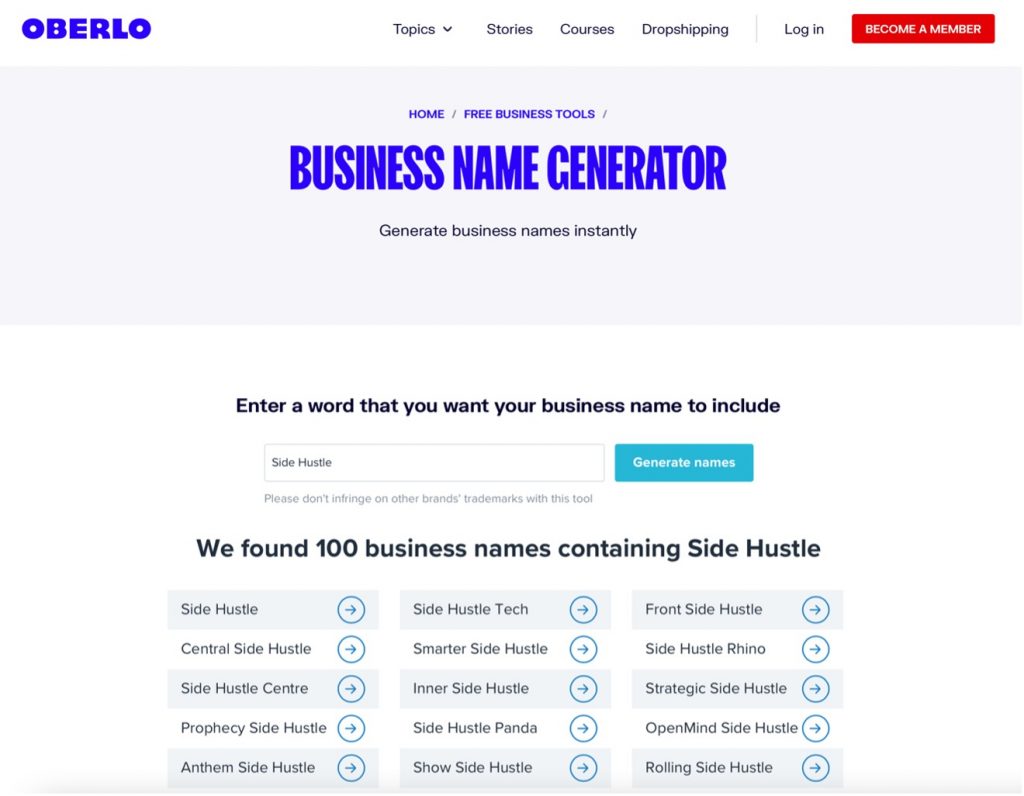 OBERLO
Topics Stories Courses Dropshipping Log in BECOME A MEMBER
HOME / FREE BUSINESS TOOLS /
BUSINESS NAME GENERATOR
Generate business names instantly
Enter a word that you want your business name to include
Side Hustle Generate names
Please don't infringe on other brands' trademarks with this tool
We found 100 business names containing Side Hustle
Side Hustle Side Hustle Tech Front Side Hustle
Central Side Hustle Smarter Side Hustle Side Hustle Rhino
Side Hustle Centre Inner Side Hustle Strategic Side Hustle
Prophecy Side Hustle Side Hustle Panda OpenMind Side Hustle
Anthem Side Hustle Show Side Hustle Rolling Side Hustle